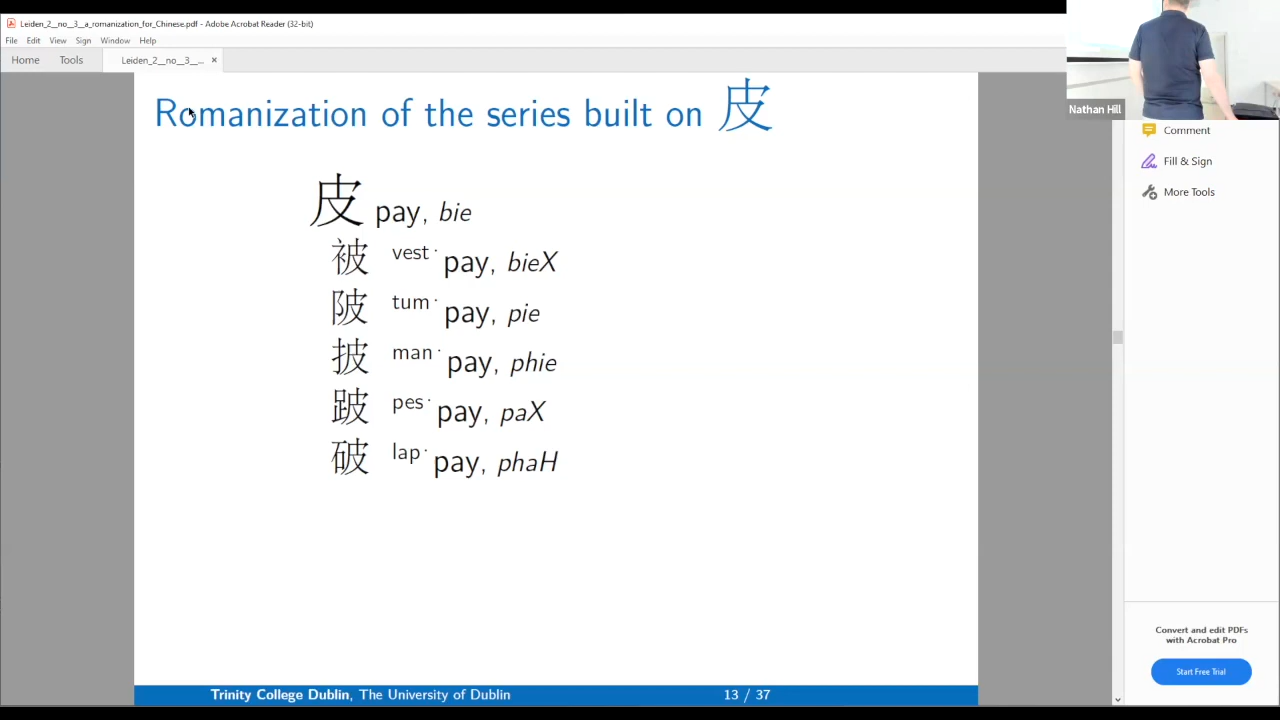 Leiden_2__no__3__a_romanization_for_Chinese.pdf - Adobe Acrobat Reader (32-bit)
File Edit View Sign Window Help
Home Tools Leiden_2__no__3__... ×
Nathan Hill
Romanization of the series built on 皮
皮 pay, bie
被 vest· pay, bieX
陂 tum· pay, pie
披 man· pay, phie
跛 pes· pay, paX
破 lap· pay, phaH
Trinity College Dublin, The University of Dublin 13 / 37
Comment
Fill & Sign
More Tools
Convert and edit PDFs
with Acrobat Pro
Start Free Trial